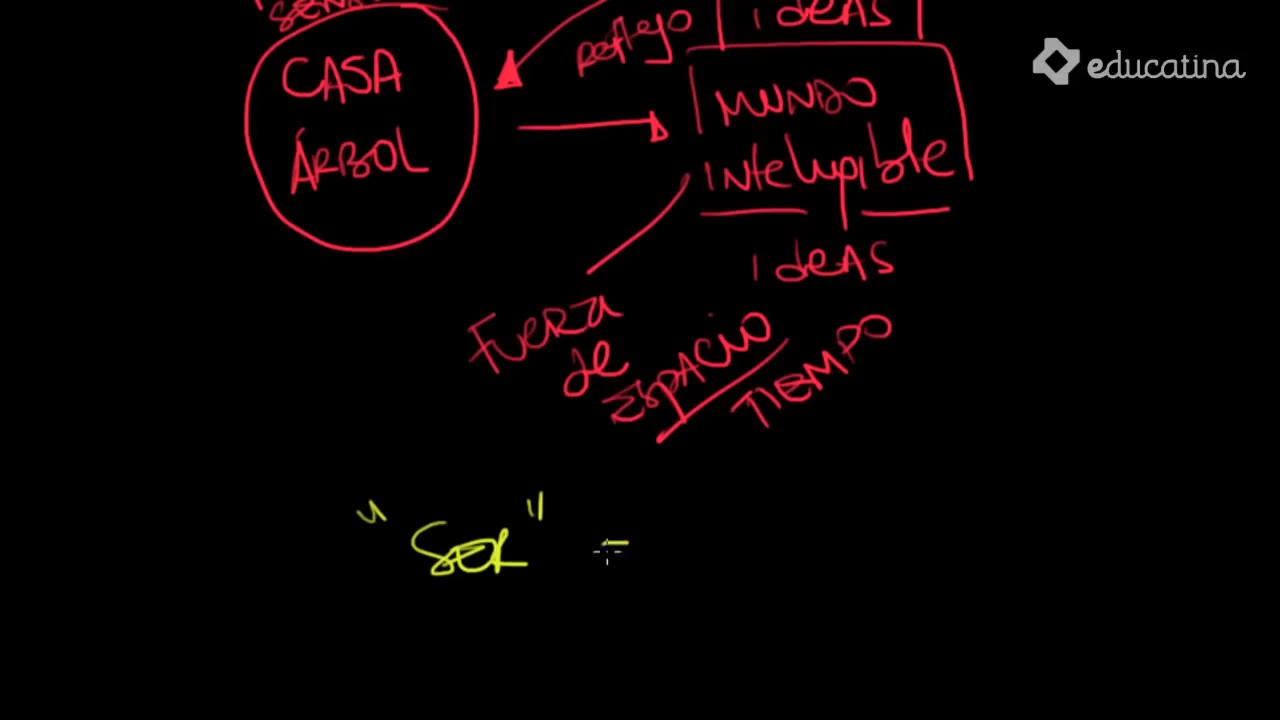 reflejo
ideAS
educatina
CASA
ÁRBOL
MUNDO
inteligible
ideAS
Fuera
de
ESPACIO
TIEMPO
"SER" =